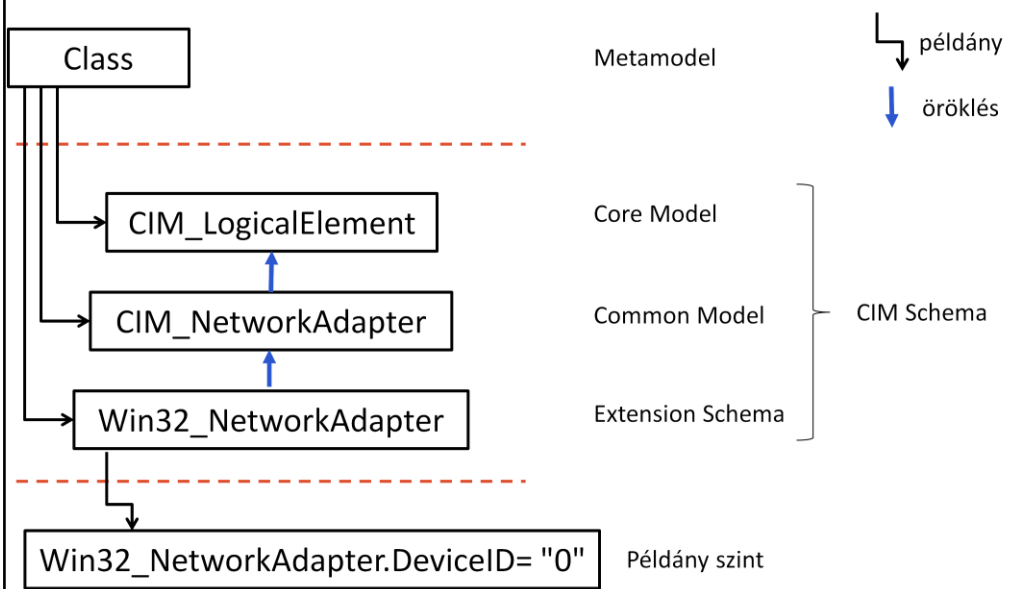 Class
Metamodel
példány
öröklés
CIM_LogicalElement
Core Model
CIM_NetworkAdapter
Common Model
CIM Schema
Win32_NetworkAdapter
Extension Schema
Win32_NetworkAdapter.DeviceID= "0"
Példány szint